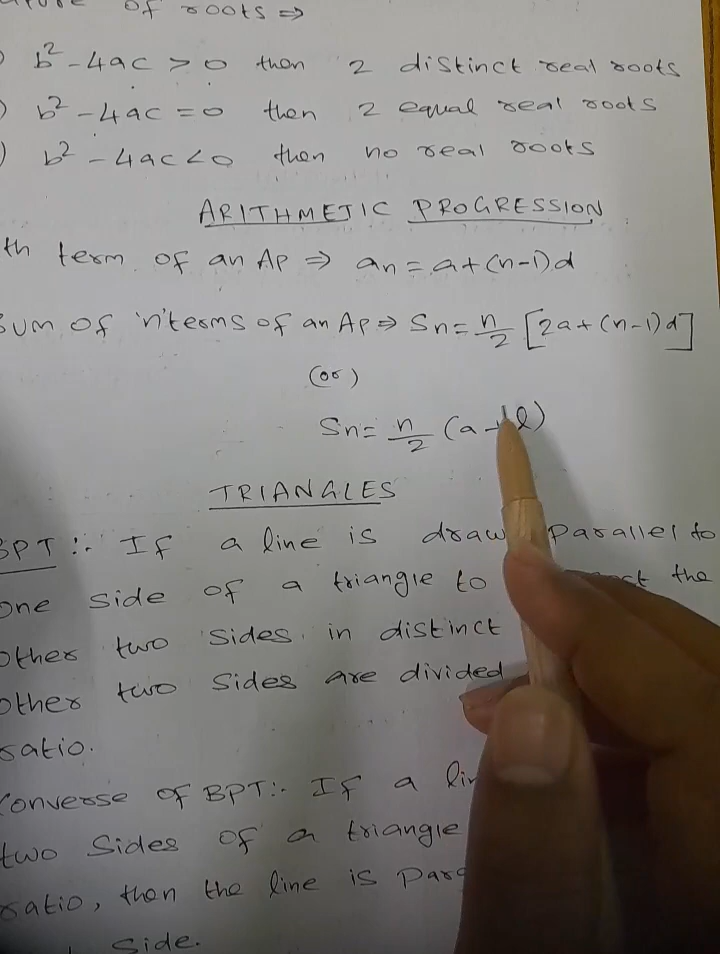 of roots ⇒
b² - 4ac > 0 then 2 distinct real roots
b² - 4ac = 0 then 2 equal real roots
b² - 4ac < 0 then no real roots
ARITHMETIC PROGRESSION
th term of an AP ⇒ an = a + (n-1)d
Sum of 'n' terms of an AP ⇒ Sn = n/2 [2a + (n-1)d]
(or)
Sn = n/2 (a + l)
TRIANGLES
BPT :- If a line is draw parallel to
one side of a triangle to the
other two sides in distinct
other two sides are divided
ratio.
Converse of BPT :- If a
two sides of a triangle
ratio, then the line is
side.